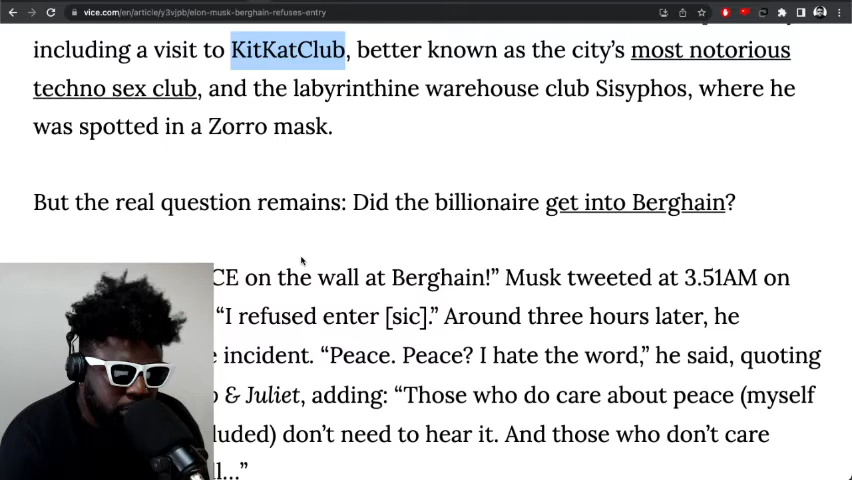 vice.com/en/article/y3vjpb/elon-musk-berghain-refuses-entry
including a visit to KitKatClub, better known as the city's most notorious
techno sex club, and the labyrinthine warehouse club Sisyphos, where he
was spotted in a Zorro mask.
But the real question remains: Did the billionaire get into Berghain?
CE on the wall at Berghain!” Musk tweeted at 3.51AM on
“I refused enter [sic].” Around three hours later, he
incident. “Peace. Peace? I hate the word,” he said, quoting
& Juliet, adding: “Those who do care about peace (myself
luded) don’t need to hear it. And those who don’t care
l…”